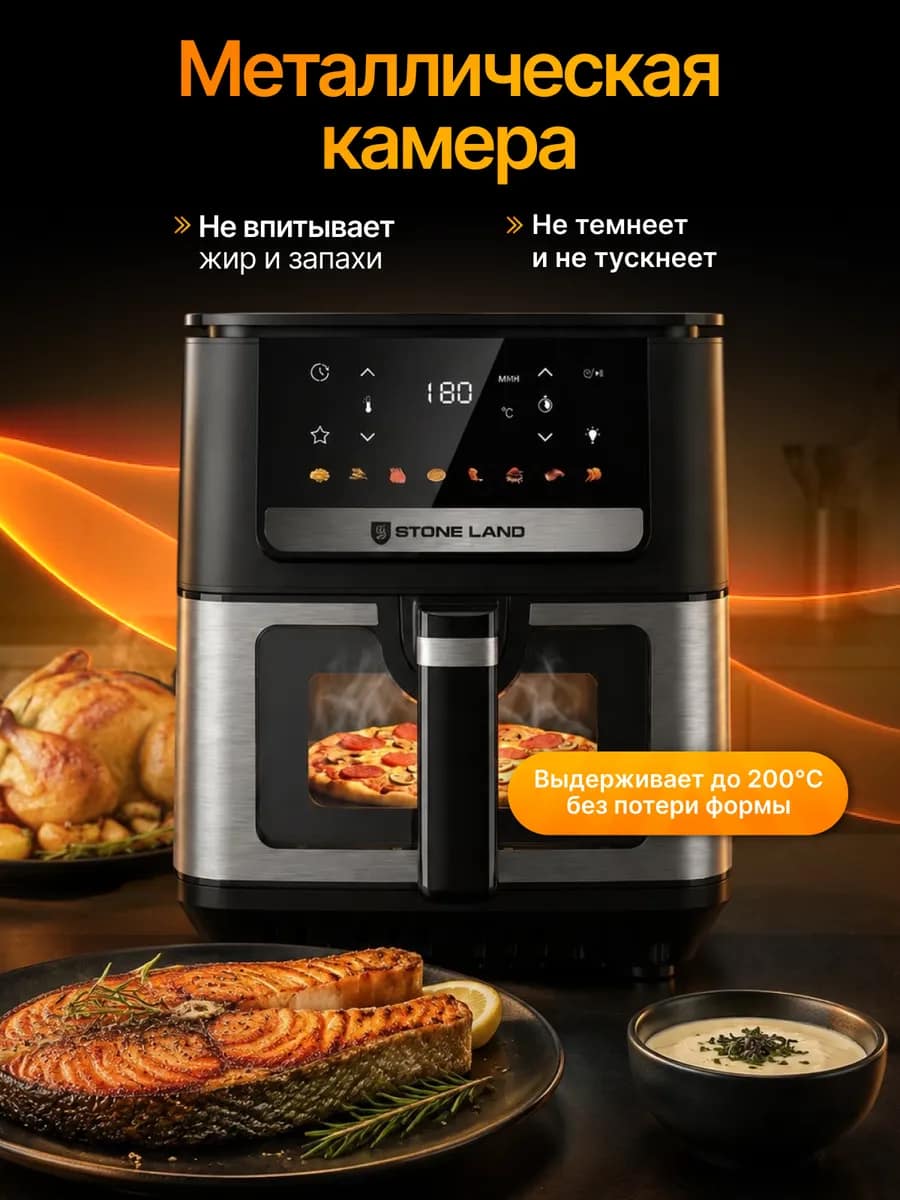 Металлическая
камера
Не впитывает
жир и запахи
Не темнеет
и не тускнеет
180
МИН
°C
STONE LAND
Выдерживает до 200°C
без потери формы